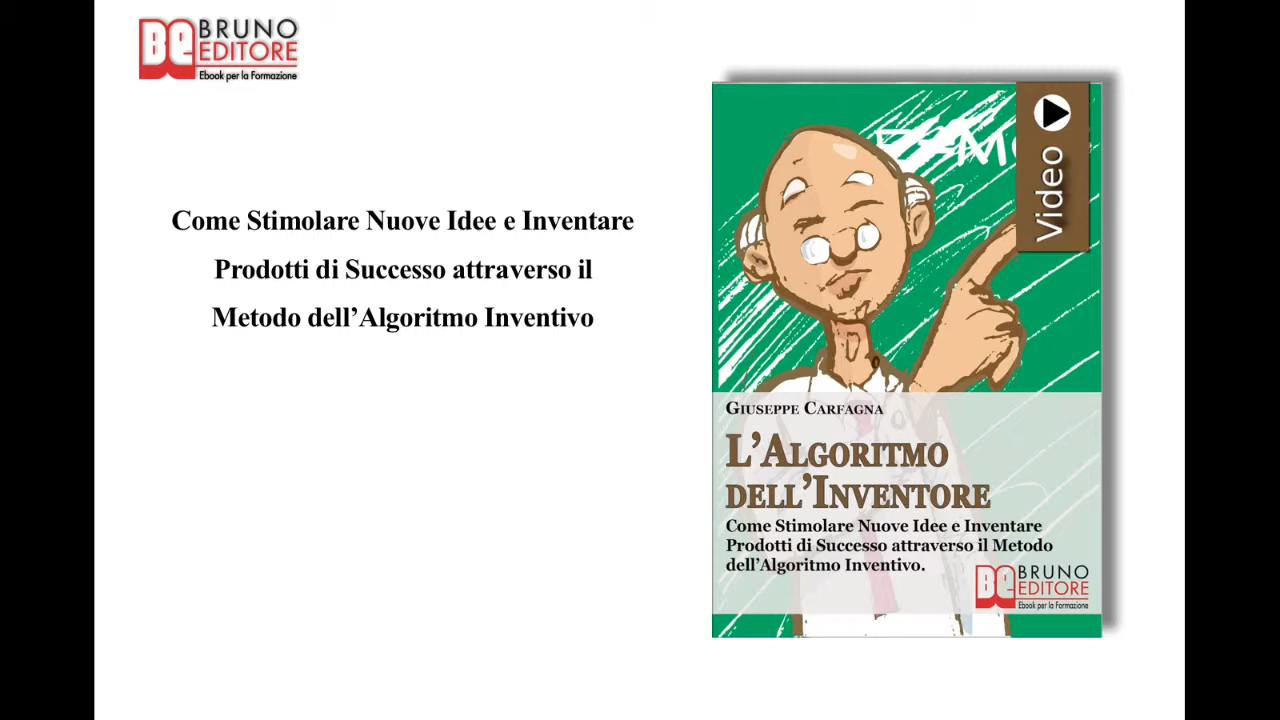 BRUNO
EDITORE
Ebook per la Formazione
Come Stimolare Nuove Idee e Inventare
Prodotti di Successo attraverso il
Metodo dell’Algoritmo Inventivo
Video
GIUSEPPE CARFAGNA
L’ALGORITMO
DELL’INVENTORE
Come Stimolare Nuove Idee e Inventare
Prodotti di Successo attraverso il Metodo
dell’Algoritmo Inventivo.
BRUNO
EDITORE
Ebook per la Formazione